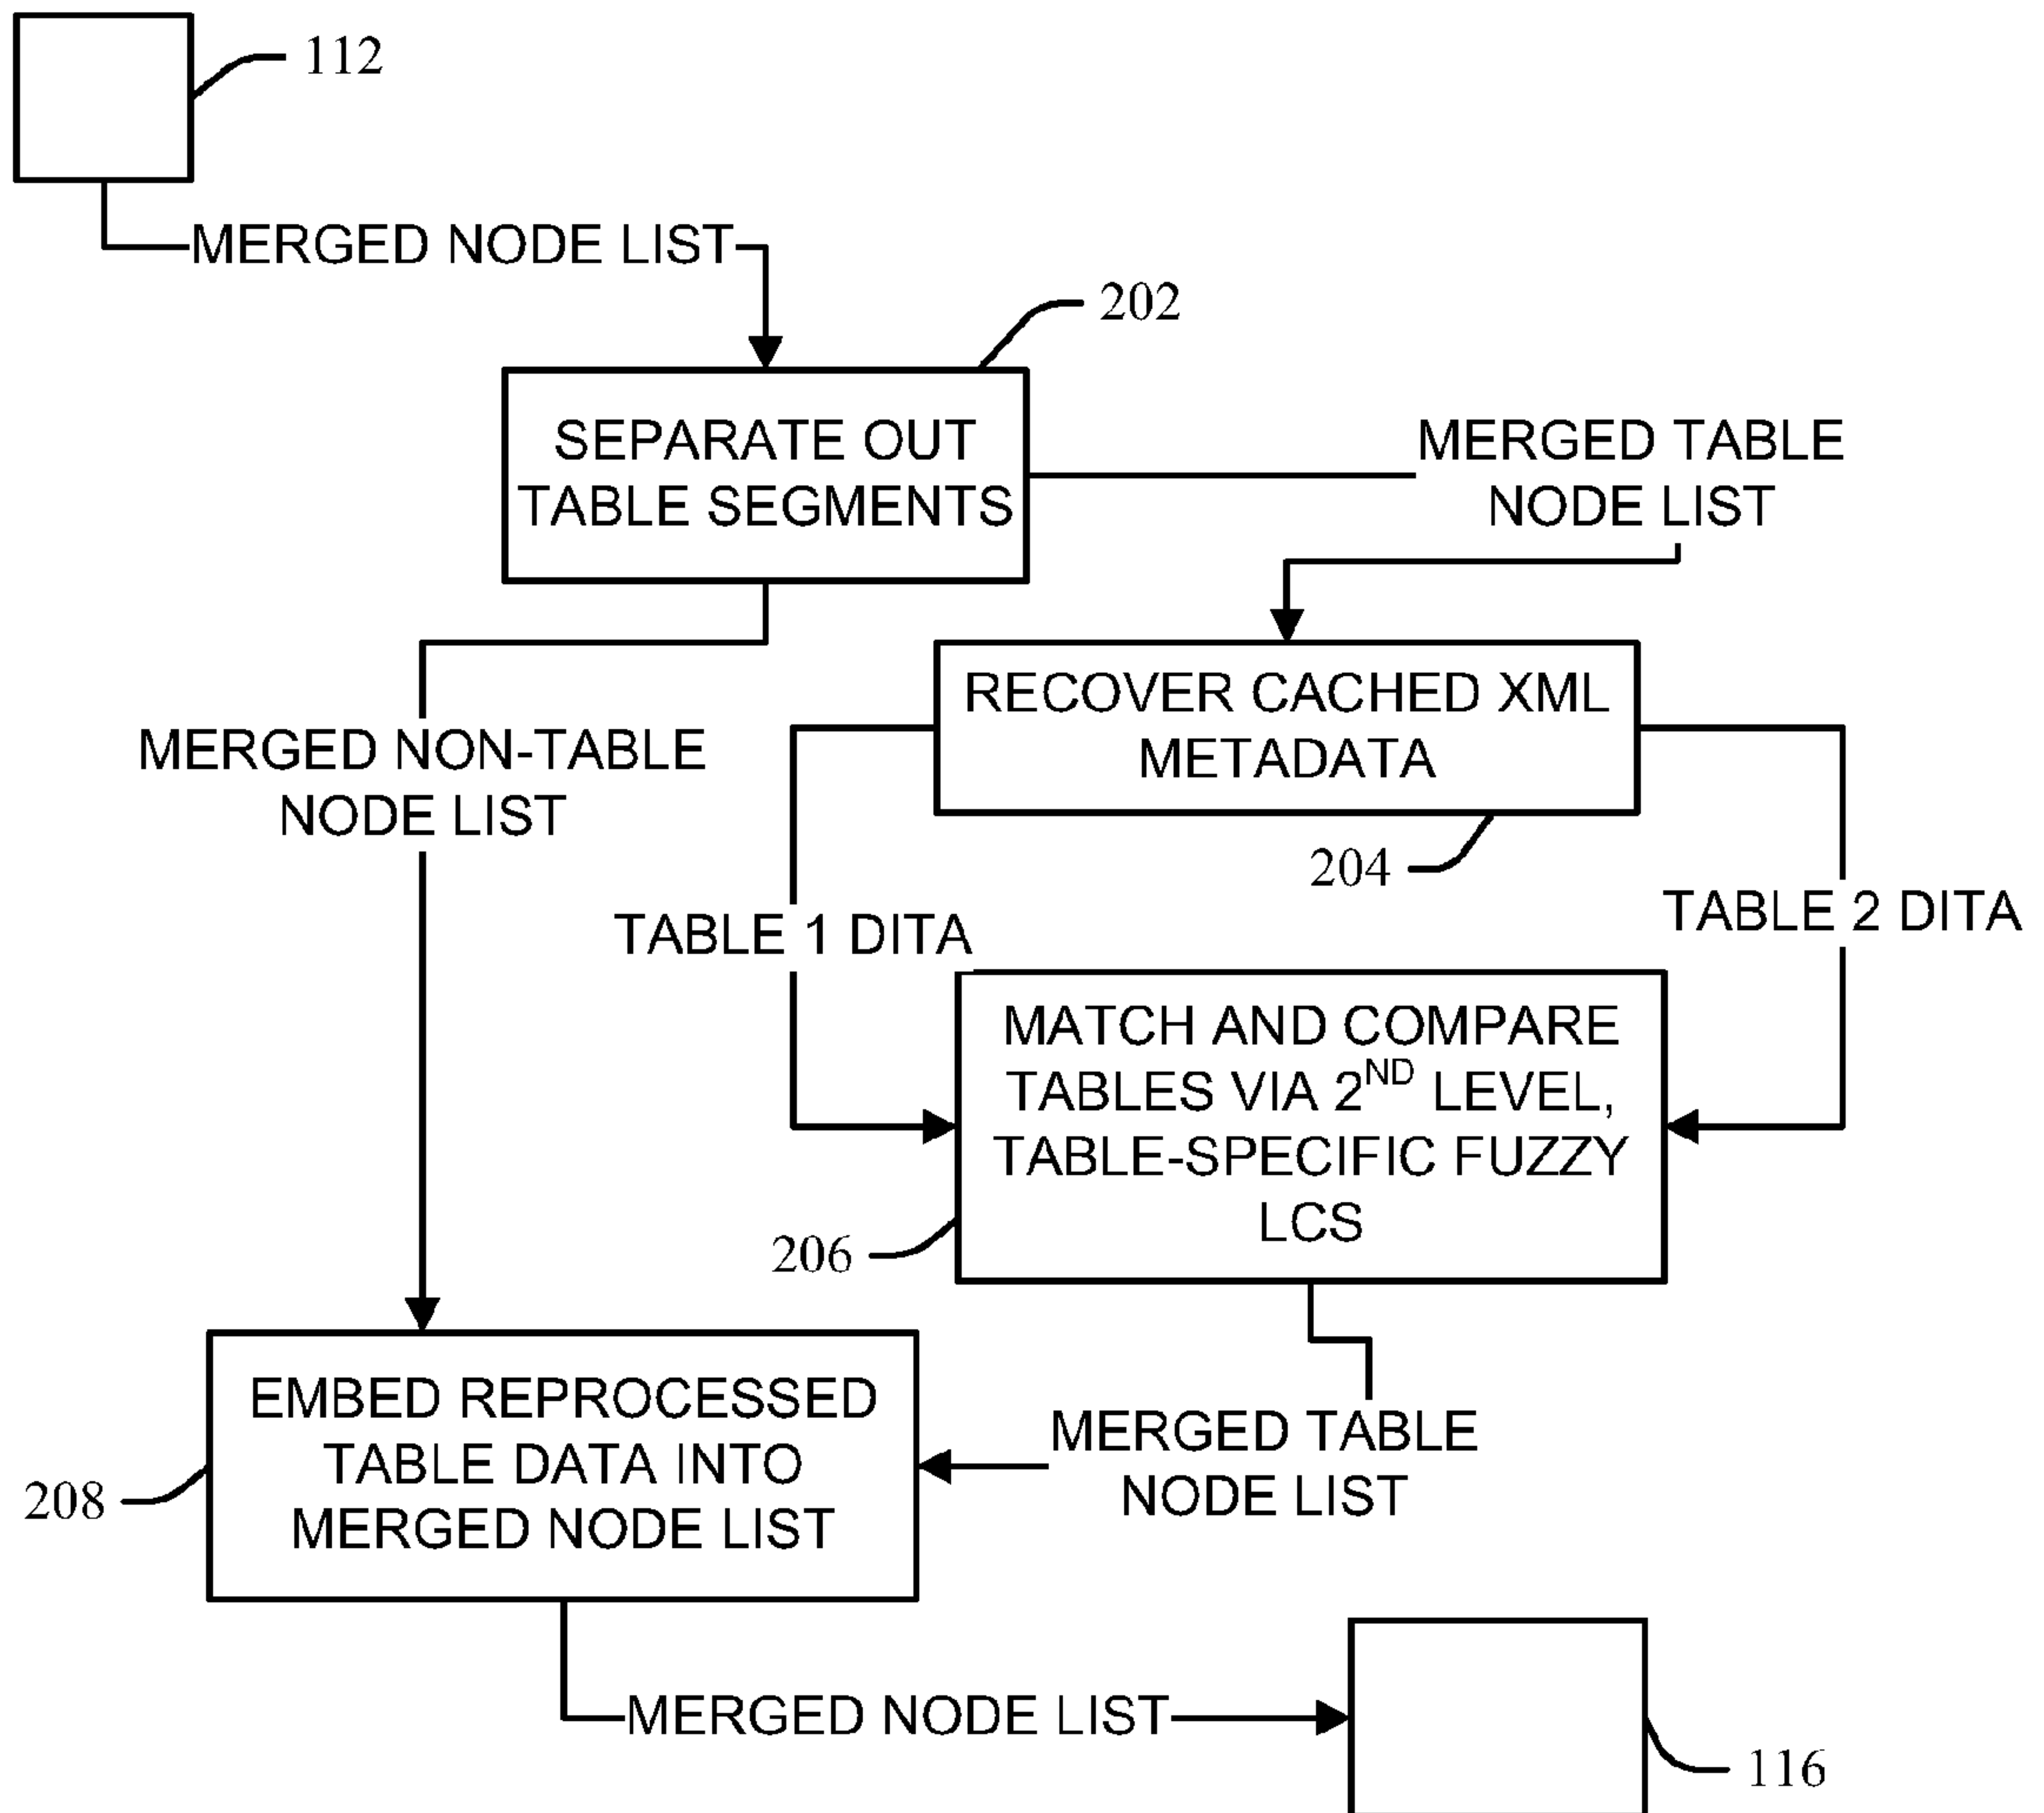 112
MERGED NODE LIST
202
SEPARATE OUT
TABLE SEGMENTS
MERGED TABLE
NODE LIST
RECOVER CACHED XML
METADATA
204
MERGED NON-TABLE
NODE LIST
TABLE 1 DITA
TABLE 2 DITA
MATCH AND COMPARE
TABLES VIA 2ND LEVEL,
TABLE-SPECIFIC FUZZY
LCS
206
EMBED REPROCESSED
TABLE DATA INTO
MERGED NODE LIST
208
MERGED TABLE
NODE LIST
MERGED NODE LIST
116